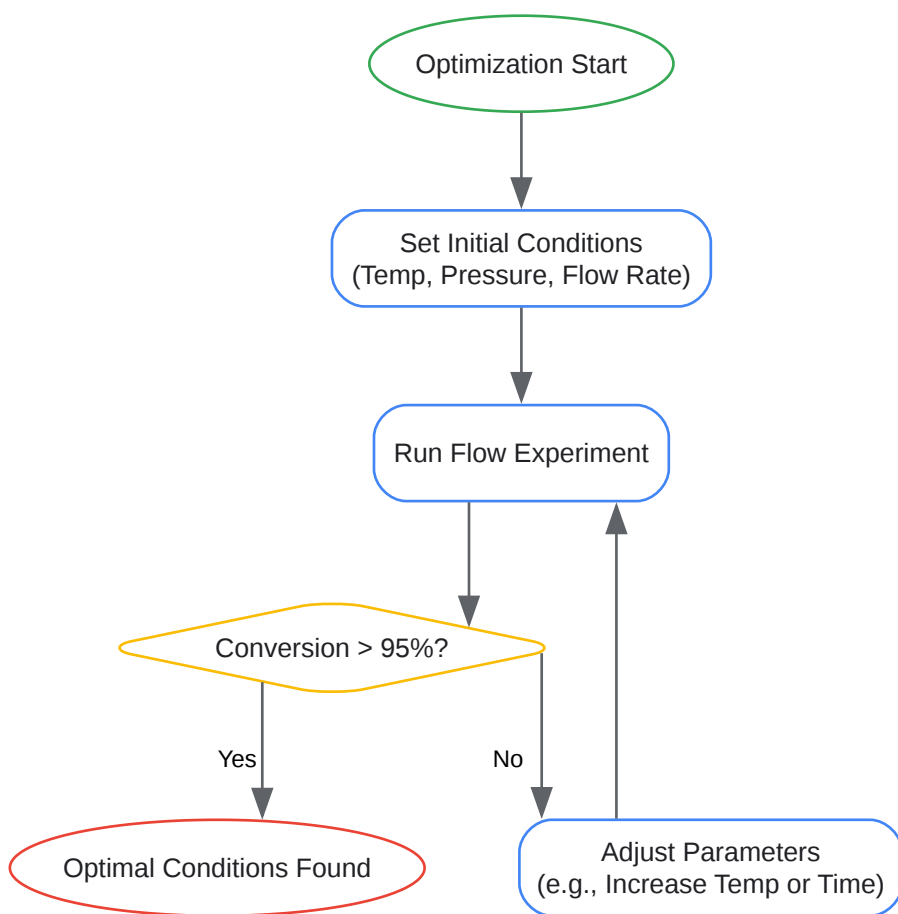 Optimization Start
Set Initial Conditions
(Temp, Pressure, Flow Rate)
Run Flow Experiment
Conversion > 95%?
Yes
No
Optimal Conditions Found
Adjust Parameters
(e.g., Increase Temp or Time)